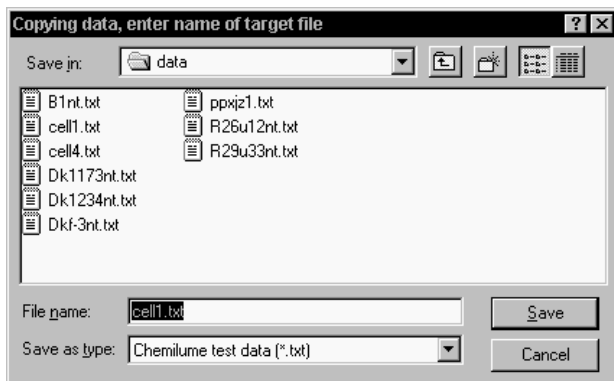 Copying data, enter name of target file
Save in: data
B1nt.txt
cell1.txt
cell4.txt
Dk1173nt.txt
Dk1234nt.txt
Dkf-3nt.txt
ppxjz1.txt
R26u12nt.txt
R29u33nt.txt
File name: cell1.txt Save
Save as type: Chemilume test data (*.txt) Cancel